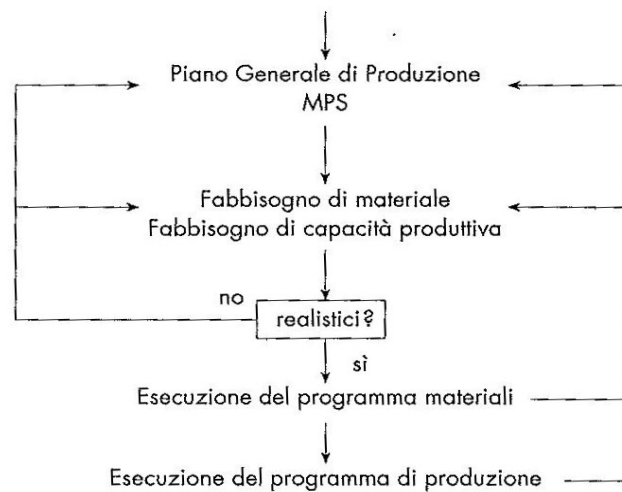 Piano Generale di Produzione
MPS
Fabbisogno di materiale
Fabbisogno di capacità produttiva
no
realistici?
sì
Esecuzione del programma materiali
Esecuzione del programma di produzione